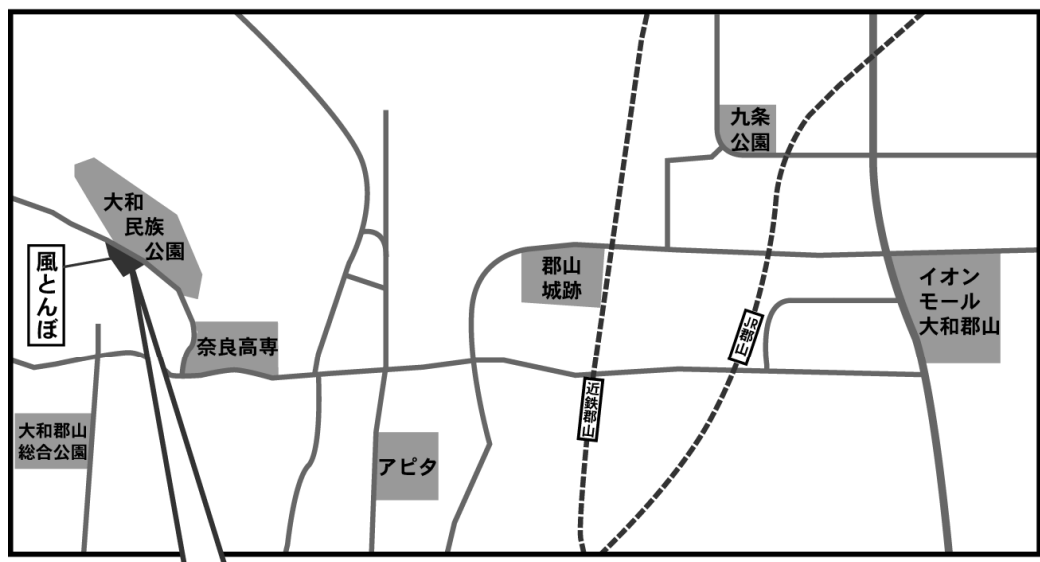 九条
公園
大和
民族
公園
風とんぼ
郡山
城跡
イオン
モール
大和郡山
JR郡山
奈良高専
近鉄郡山
大和郡山
総合公園
アピタ